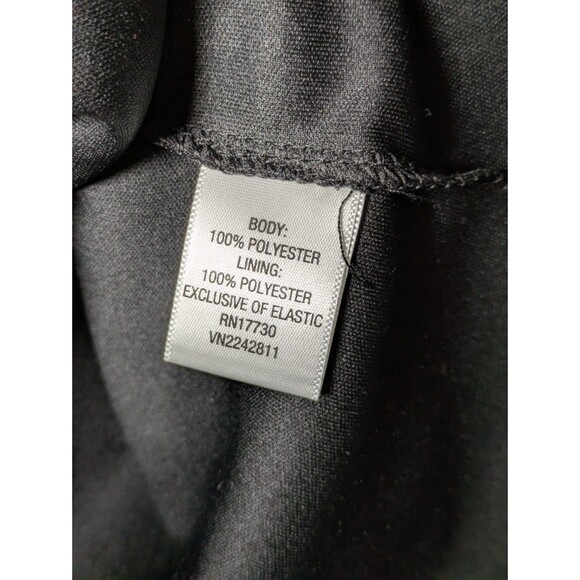 BODY:
100% POLYESTER
LINING:
100% POLYESTER
EXCLUSIVE OF ELASTIC
RN17730
VN2242811